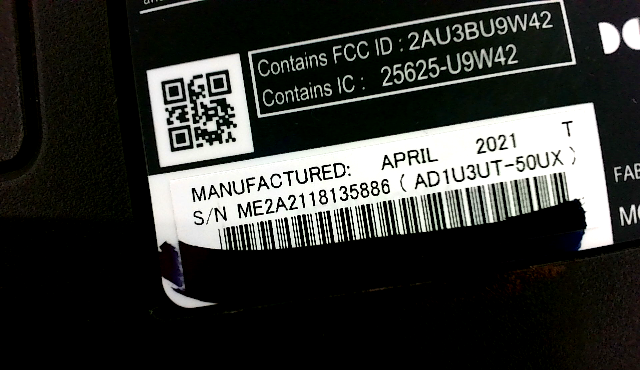 Contains FCC ID : 2AU3BU9W42
Contains IC : 25625-U9W42
MANUFACTURED: APRIL 2021 T
S/N ME2A2118135886 ( AD1U3UT-50UX )